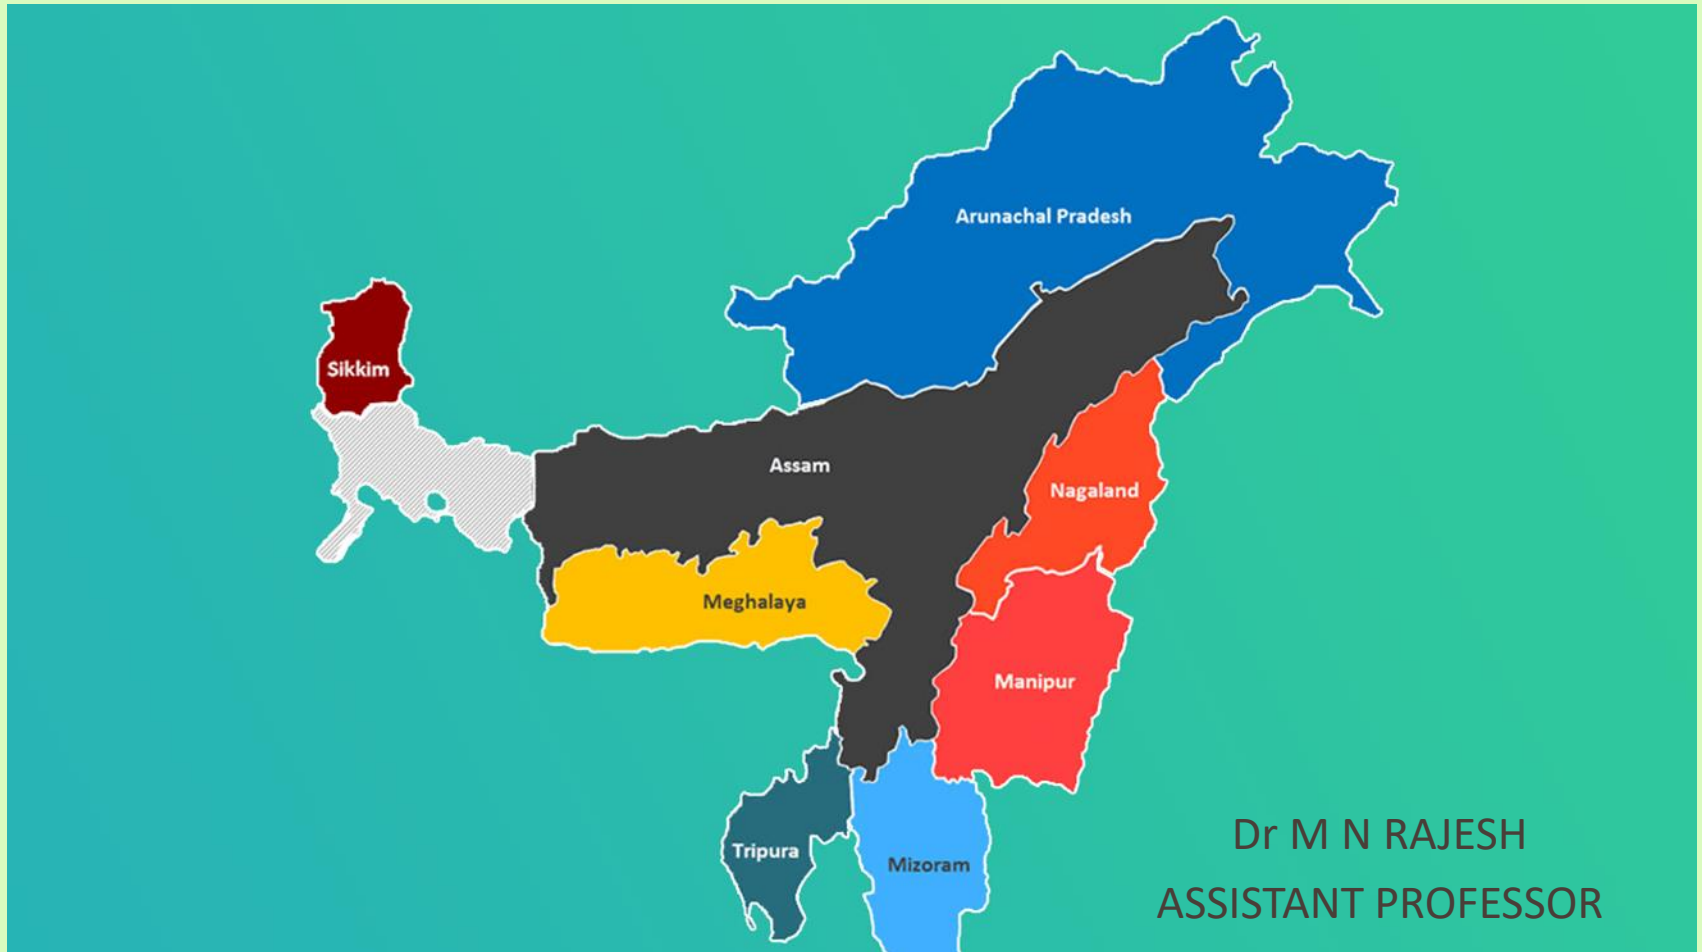 Arunachal Pradesh
Sikkim
Assam
Nagaland
Meghalaya
Manipur
Tripura
Mizoram
Dr M N RAJESH
ASSISTANT PROFESSOR